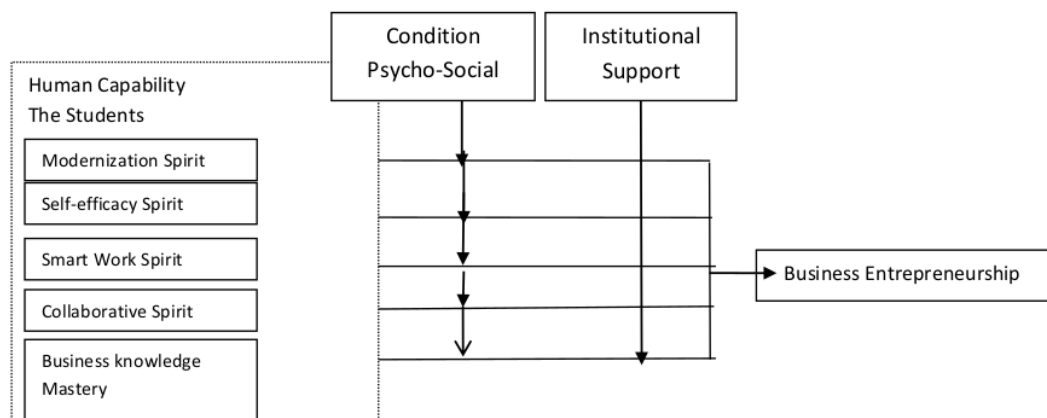 Condition
Psycho-Social
Institutional
Support
Human Capability
The Students
Modernization Spirit
Self-efficacy Spirit
Smart Work Spirit
Business Entrepreneurship
Collaborative Spirit
Business knowledge
Mastery